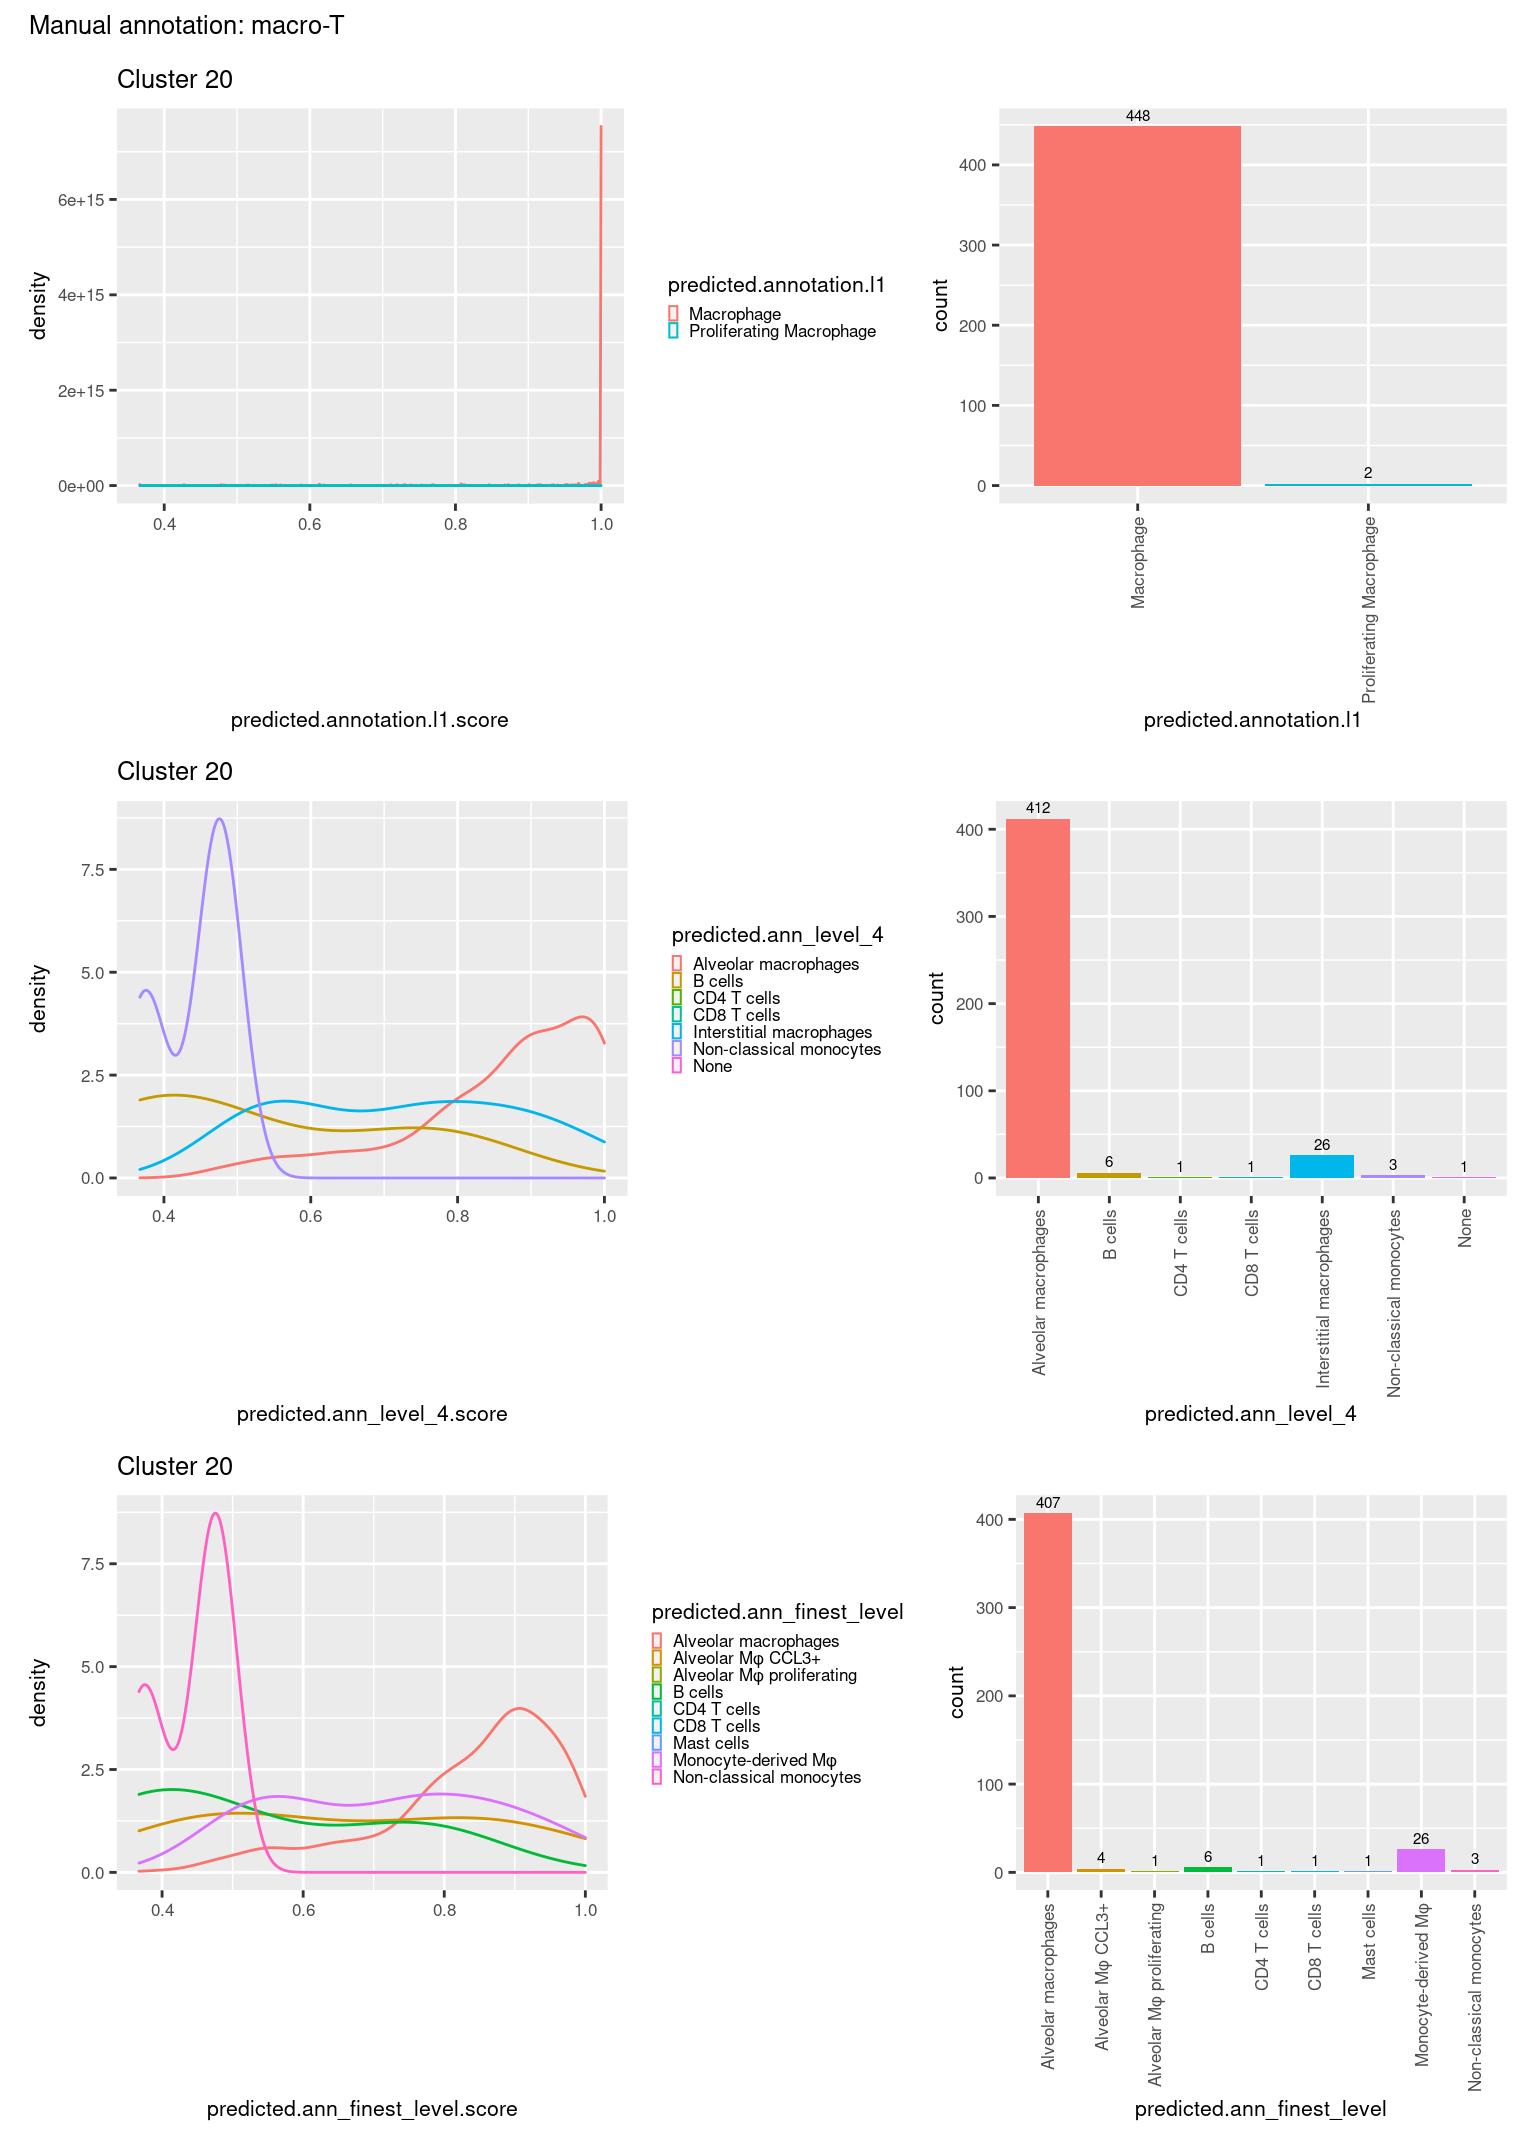 Manual annotation: macro-T
Cluster 20
density
6e+15
4e+15
2e+15
0e+00
0.4 0.6 0.8 1.0
predicted.annotation.l1.score
predicted.annotation.l1
Macrophage
Proliferating Macrophage
count
400
300
200
100
0
448
2
Macrophage
Proliferating Macrophage
predicted.annotation.l1
Cluster 20
density
7.5
5.0
2.5
0.0
0.4 0.6 0.8 1.0
predicted.ann_level_4.score
predicted.ann_level_4
Alveolar macrophages
B cells
CD4 T cells
CD8 T cells
Interstitial macrophages
Non-classical monocytes
None
count
400
300
200
100
0
412
6
1
1
26
3
1
Alveolar macrophages
B cells
CD4 T cells
CD8 T cells
Interstitial macrophages
Non-classical monocytes
None
predicted.ann_level_4
Cluster 20
density
7.5
5.0
2.5
0.0
0.4 0.6 0.8 1.0
predicted.ann_finest_level.score
predicted.ann_finest_level
Alveolar macrophages
Alveolar Mφ CCL3+
Alveolar Mφ proliferating
B cells
CD4 T cells
CD8 T cells
Mast cells
Monocyte-derived Mφ
Non-classical monocytes
count
400
300
200
100
0
407
4
1
6
1
1
1
26
3
Alveolar macrophages
Alveolar Mφ CCL3+
Alveolar Mφ proliferating
B cells
CD4 T cells
CD8 T cells
Mast cells
Monocyte-derived Mφ
Non-classical monocytes
predicted.ann_finest_level